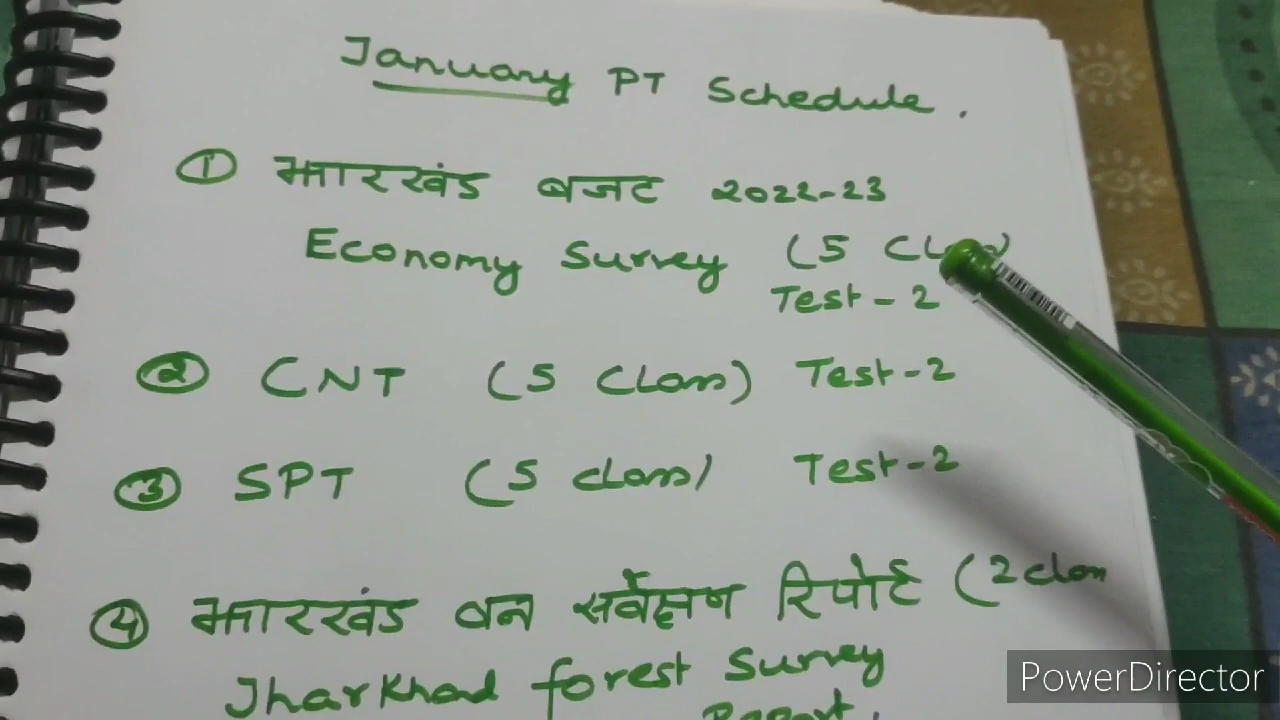 January PT Schedule.
① झारखंड बजट 2022-23
Economy Survey (5 Class)
Test-2
② CNT (5 Class) Test-2
③ SPT (5 class) Test-2
④ झारखंड वन सर्वेक्षण रिपोर्ट (2 class
Jharkhand forest Survey
Report.
PowerDirector